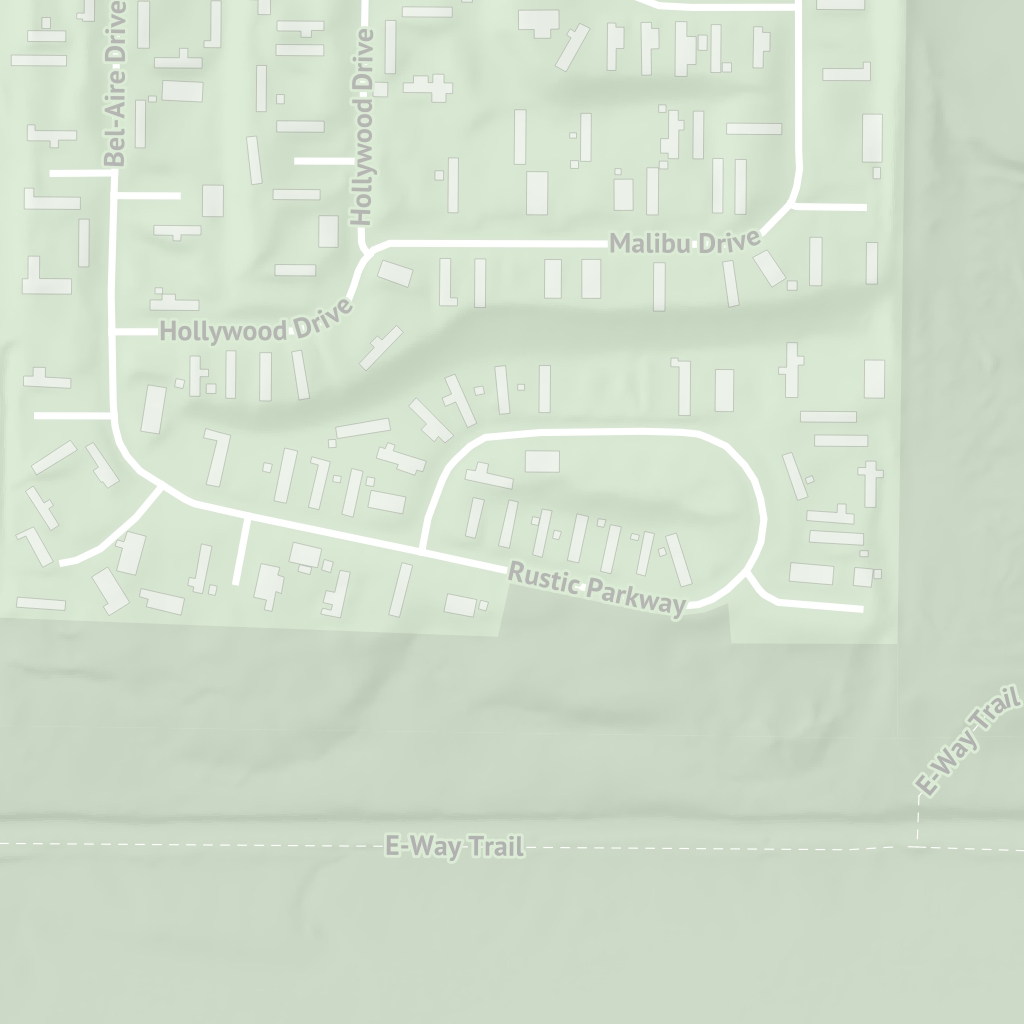 Bel-Aire Drive
Hollywood Drive
Malibu Drive
Hollywood Drive
Rustic Parkway
E-Way Trail
E-Way Trail